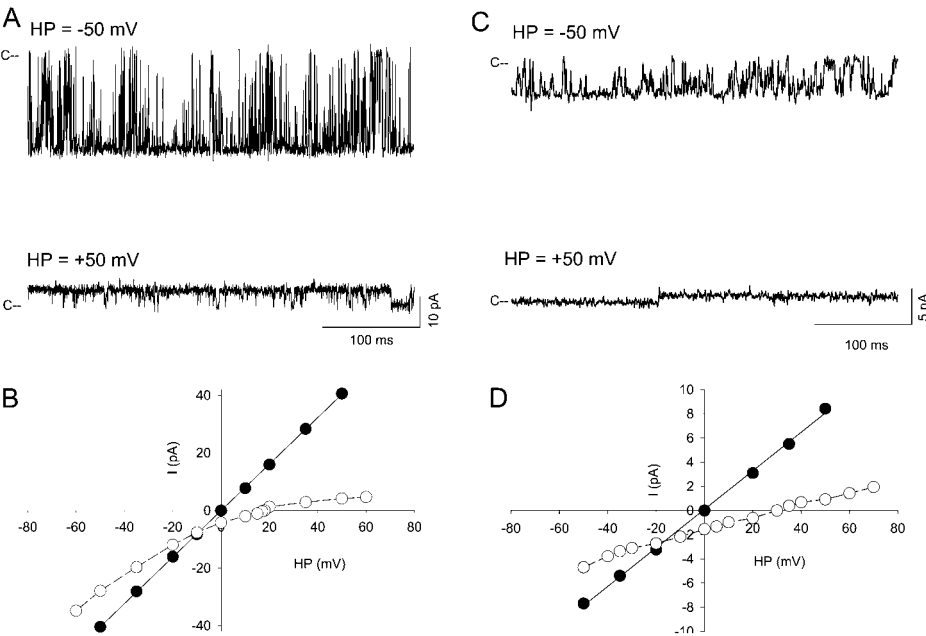 A
HP = -50 mV
C--
HP = +50 mV
C--
10 pA
100 ms
C
HP = -50 mV
C--
HP = +50 mV
C--
5 pA
100 ms
B
40
20
0
-20
-40
I (pA)
-80 -60 -40 -20 0 20 40 60 80
HP (mV)
D
10
8
6
4
2
0
-2
-4
-6
-8
-10
I (pA)
-80 -60 -40 -20 0 20 40 60 80
HP (mV)